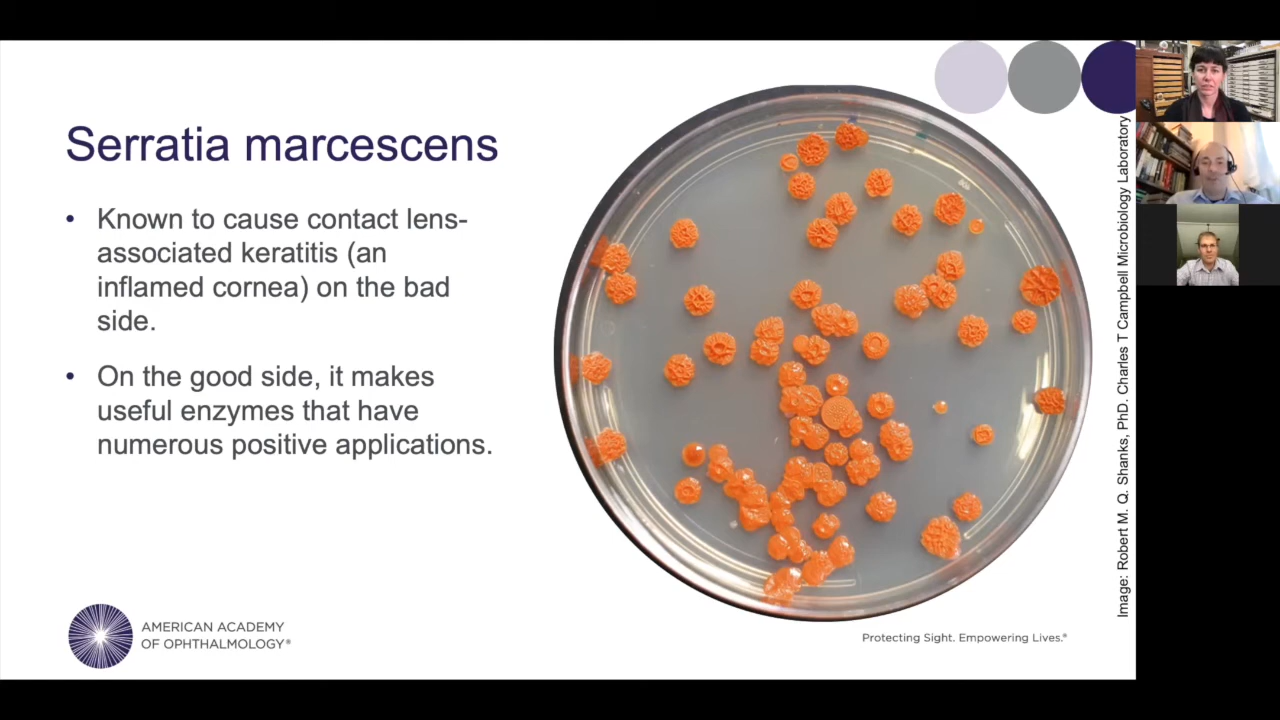 Serratia marcescens
• Known to cause contact lens-
associated keratitis (an
inflamed cornea) on the bad
side.
• On the good side, it makes
useful enzymes that have
numerous positive applications.
AMERICAN ACADEMY
OF OPHTHALMOLOGY®
Protecting Sight. Empowering Lives.®
Image: Robert M. Q. Shanks, PhD. Charles T Campbell Microbiology Laboratory